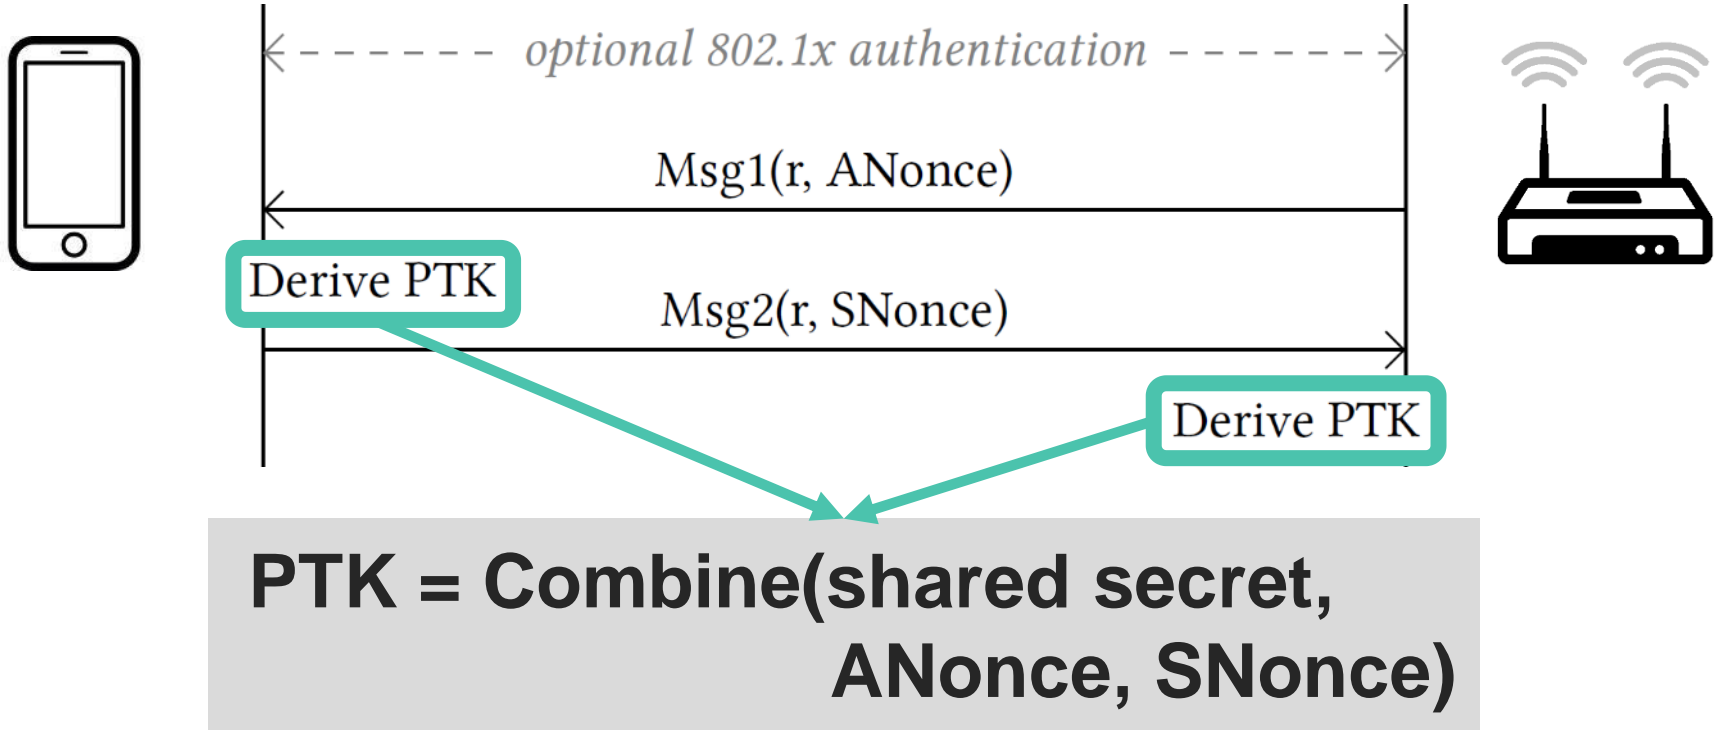 optional 802.1x authentication
Msg1(r, ANonce)
Derive PTK
Msg2(r, SNonce)
Derive PTK
PTK = Combine(shared secret,
ANonce, SNonce)